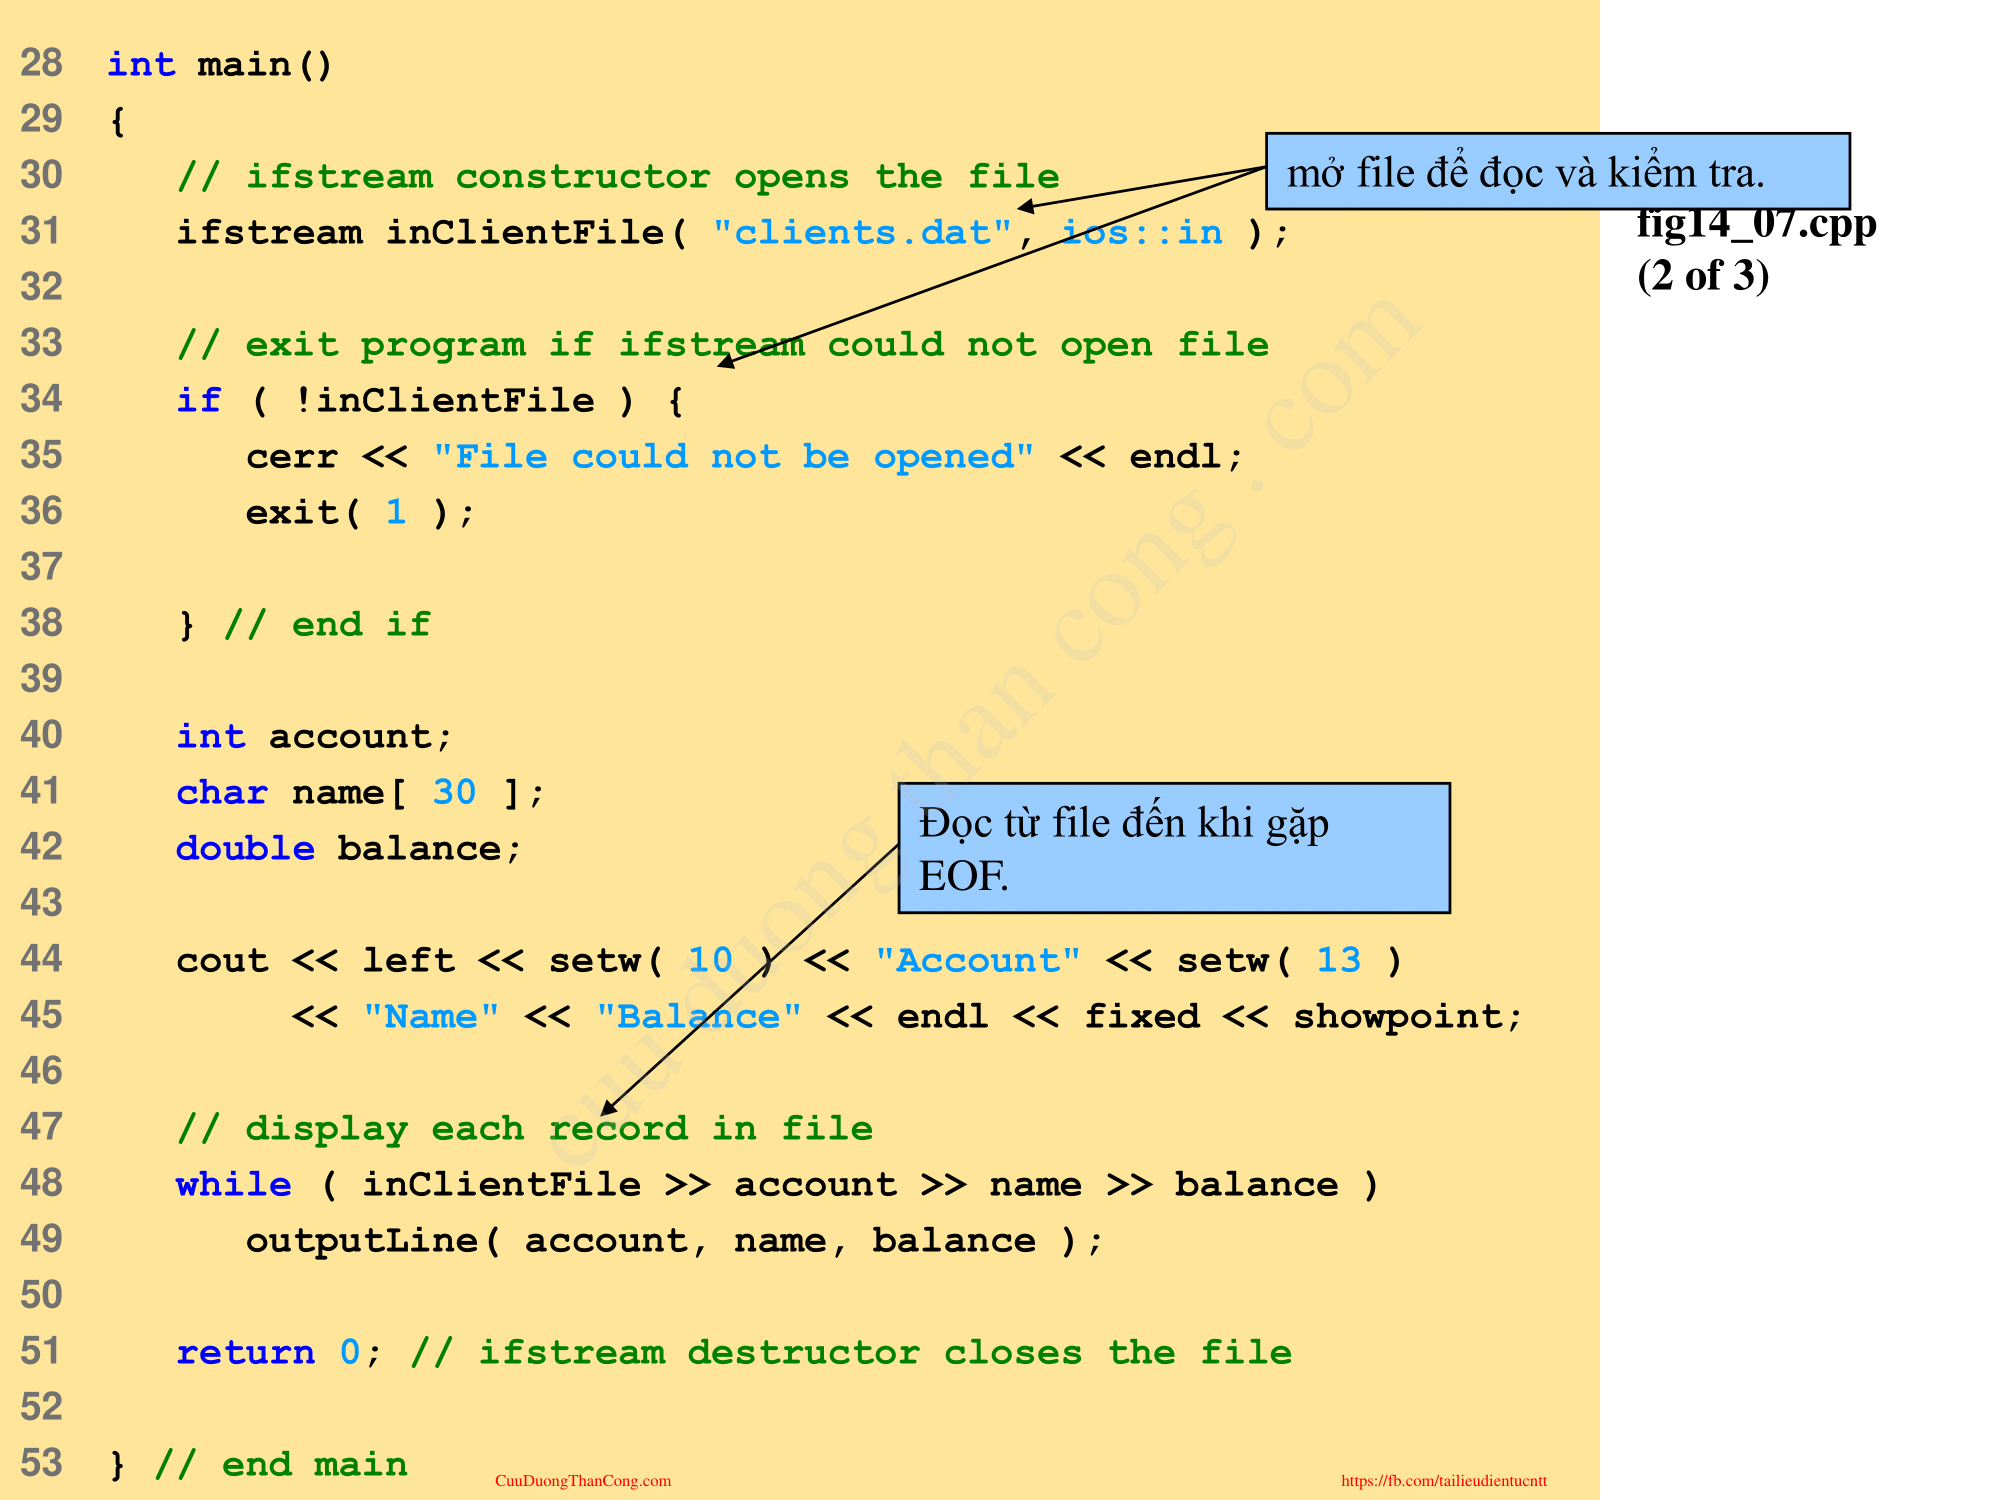 28 int main()
29 {
30 // ifstream constructor opens the file
31 ifstream inClientFile( "clients.dat", ios::in );
32
33 // exit program if ifstream could not open file
34 if ( !inClientFile ) {
35 cerr << "File could not be opened" << endl;
36 exit( 1 );
37
38 } // end if
39
40 int account;
41 char name[ 30 ];
42 double balance;
43
44 cout << left << setw( 10 ) << "Account" << setw( 13 )
45 << "Name" << "Balance" << endl << fixed << showpoint;
46
47 // display each record in file
48 while ( inClientFile >> account >> name >> balance )
49 outputLine( account, name, balance );
50
51 return 0; // ifstream destructor closes the file
52
53 } // end main
mở file để đọc và kiểm tra.
fig14_07.cpp
(2 of 3)
Đọc từ file đến khi gặp
EOF.
cuu duong than cong . com
CuuDuongThanCong.com
https://fb.com/tailieudientucntt